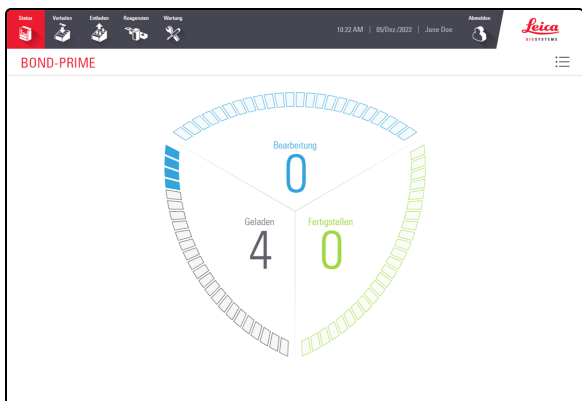 Status Vorladen Entladen Reagenzien Wartung
10:22 AM | 05/Dez./2022 | Jane Doe
Abmelden
Leica
BIOSYSTEMS
BOND-PRIME
Bearbeitung
0
Geladen
4
Fertigstellen
0